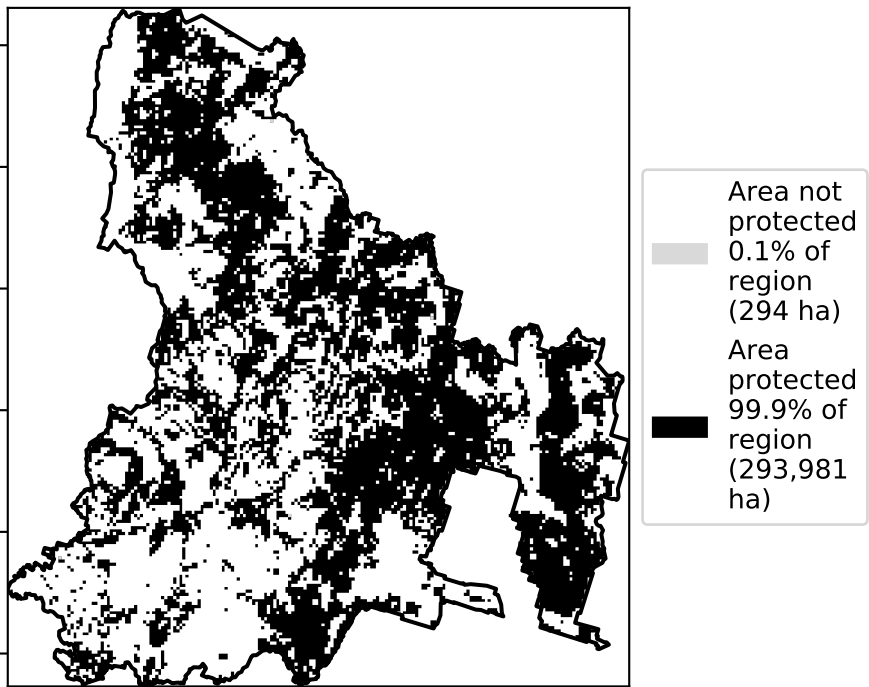 Area not
protected
0.1% of
region
(294 ha)
Area
protected
99.9% of
region
(293,981
ha)